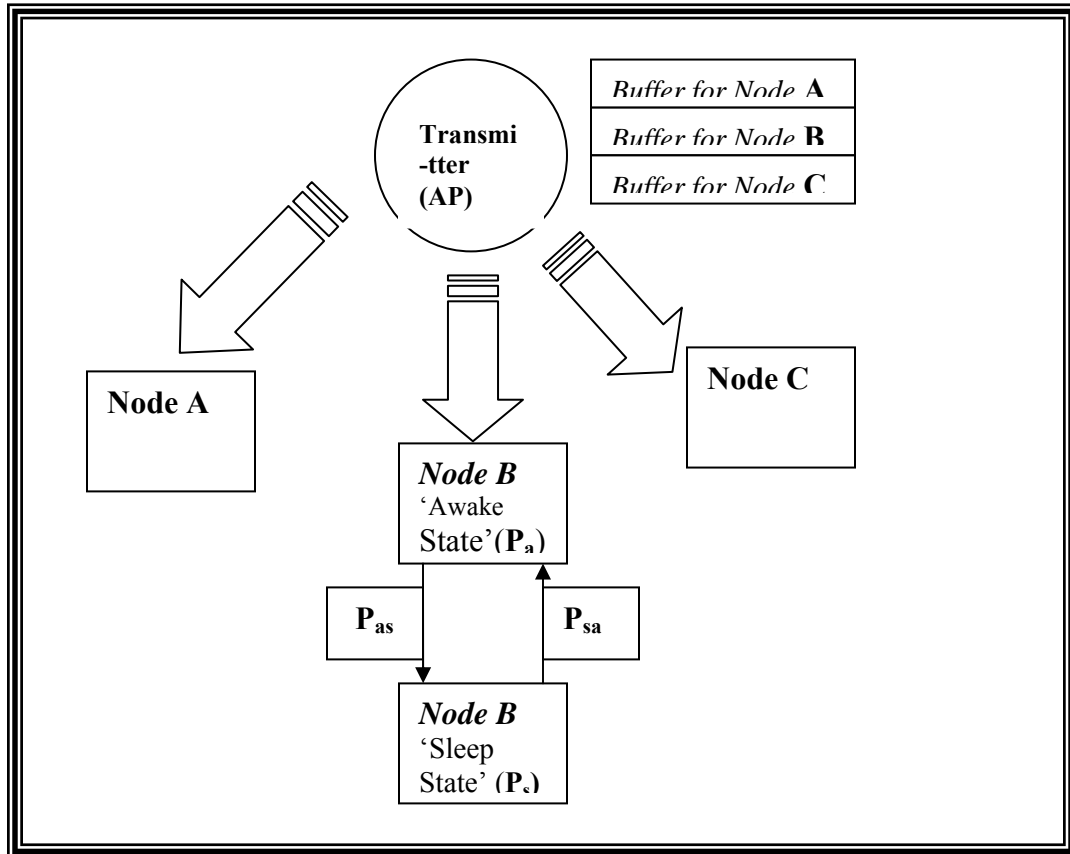 Transmi
-tter
(AP)
Buffer for Node A
Buffer for Node B
Buffer for Node C
Node A
Node C
Node B
‘Awake
State’(Pa)
Pas
Psa
Node B
‘Sleep
State’ (Ps)